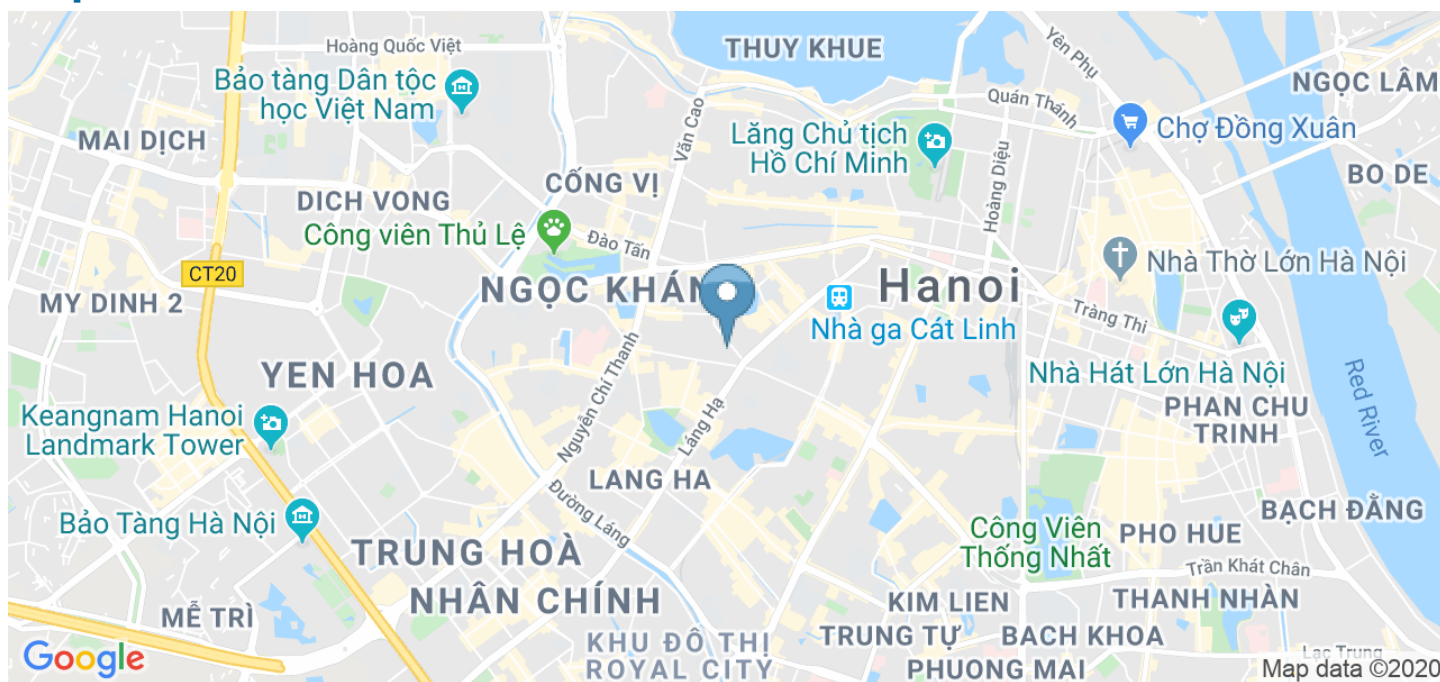 Hoàng Quốc Việt
THUY KHUE
Yên Phụ
Bảo tàng Dân tộc
học Việt Nam
NGỌC LÂM
Quán Thánh
Văn Cao
MAI DỊCH
Lăng Chủ tịch
Hồ Chí Minh
Chợ Đồng Xuân
Hoàng Diệu
BO DE
CỐNG VỊ
DICH VONG
Công viên Thủ Lệ
Đào Tấn
CT20
Nhà Thờ Lớn Hà Nội
NGỌC KHÁN
Hanoi
MY DINH 2
Nhà ga Cát Linh
Tràng Thi
YEN HOA
Nhà Hát Lớn Hà Nội
Nguyễn Chí Thanh
Red River
Keangnam Hanoi
Landmark Tower
Láng Hạ
PHAN CHU
TRINH
LANG HA
Đường Láng
Bảo Tàng Hà Nội
BẠCH ĐẰNG
Công Viên
Thống Nhất
PHO HUE
TRUNG HOÀ
Trần Khát Chân
NHÂN CHÍNH
KIM LIEN
THANH NHÀN
MỄ TRÌ
KHU ĐÔ THỊ
ROYAL CITY
TRUNG TỰ
BACH KHOA
Lac Trung
PHUONG MAI
Google
Map data ©2020